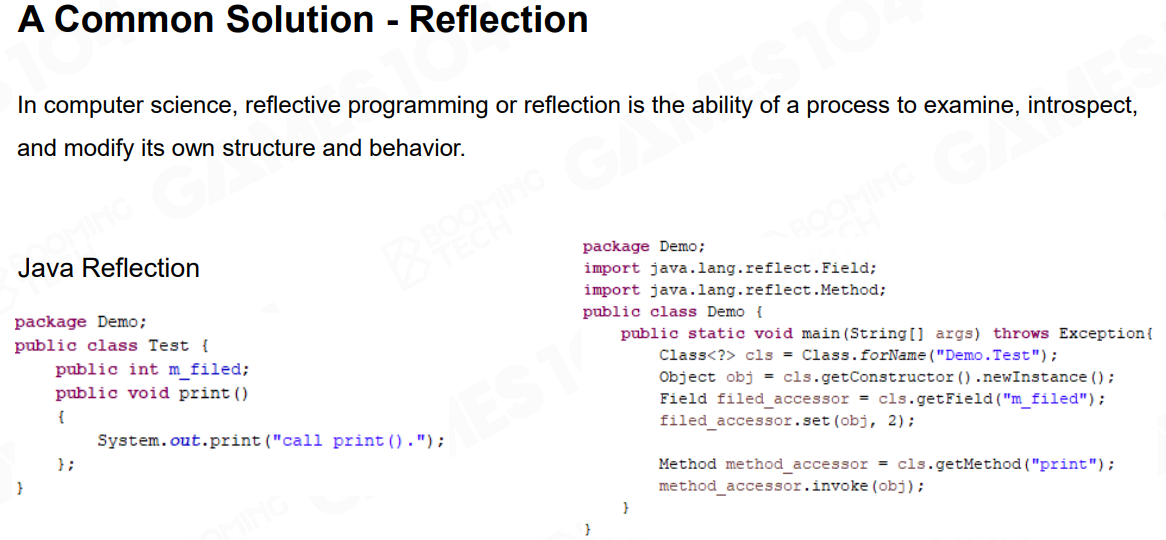 A Common Solution - Reflection
In computer science, reflective programming or reflection is the ability of a process to examine, introspect,
and modify its own structure and behavior.
Java Reflection
package Demo;
public class Test {
    public int m_filed;
    public void print()
    {
        System.out.print("call print().");
    };
}
package Demo;
import java.lang.reflect.Field;
import java.lang.reflect.Method;
public class Demo {
    public static void main(String[] args) throws Exception{
        Class<?> cls = Class.forName("Demo.Test");
        Object obj = cls.getConstructor().newInstance();
        Field filed_accessor = cls.getField("m_filed");
        filed_accessor.set(obj, 2);
        Method method_accessor = cls.getMethod("print");
        method_accessor.invoke(obj);
    }
}
GAMES104
BOOMING
TECH